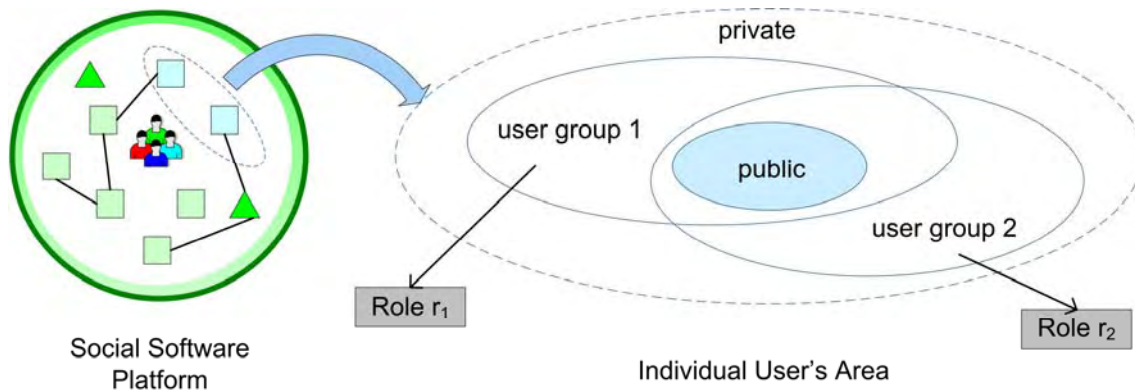 private
user group 1
public
user group 2
Role r₁
Role r₂
Social Software
Platform
Individual User's Area